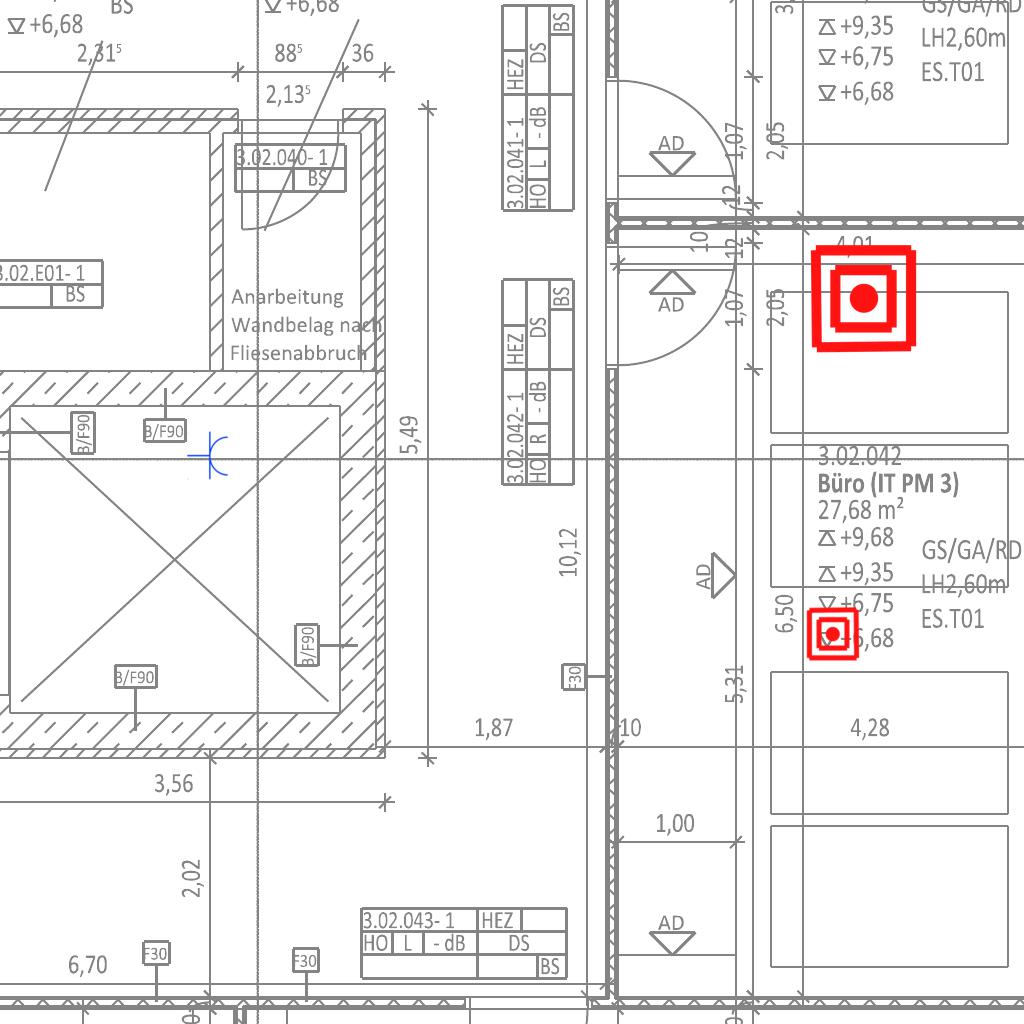 BS
+6,68
+6,68
2,31⁵
88⁵
36
2,13⁵
3.02.040- 1
BS
3.02.E01- 1
BS
Anarbeitung
Wandbelag nach
Fliesenabbruch
B/F90
B/F90
B/F90
B/F90
5,49
3,56
2,02
6,70
F30
F30
3.02.041- 1
HEZ
HO
L
- dB
DS
BS
3.02.042- 1
HEZ
HO
R
- dB
DS
BS
10,12
F30
1,87
10
3.02.043- 1
HEZ
HO
L
- dB
DS
BS
AD
1,07
2,05
12
10
12
AD
1,07
2,05
AD
6,50
5,31
1,00
AD
GS/GA/RD
+9,35
LH2,60m
+6,75
ES.T01
+6,68
4,01
3.02.042
Büro (IT PM 3)
27,68 m²
+9,68
GS/GA/RD
+9,35
LH2,60m
+6,75
ES.T01
6,68
4,28